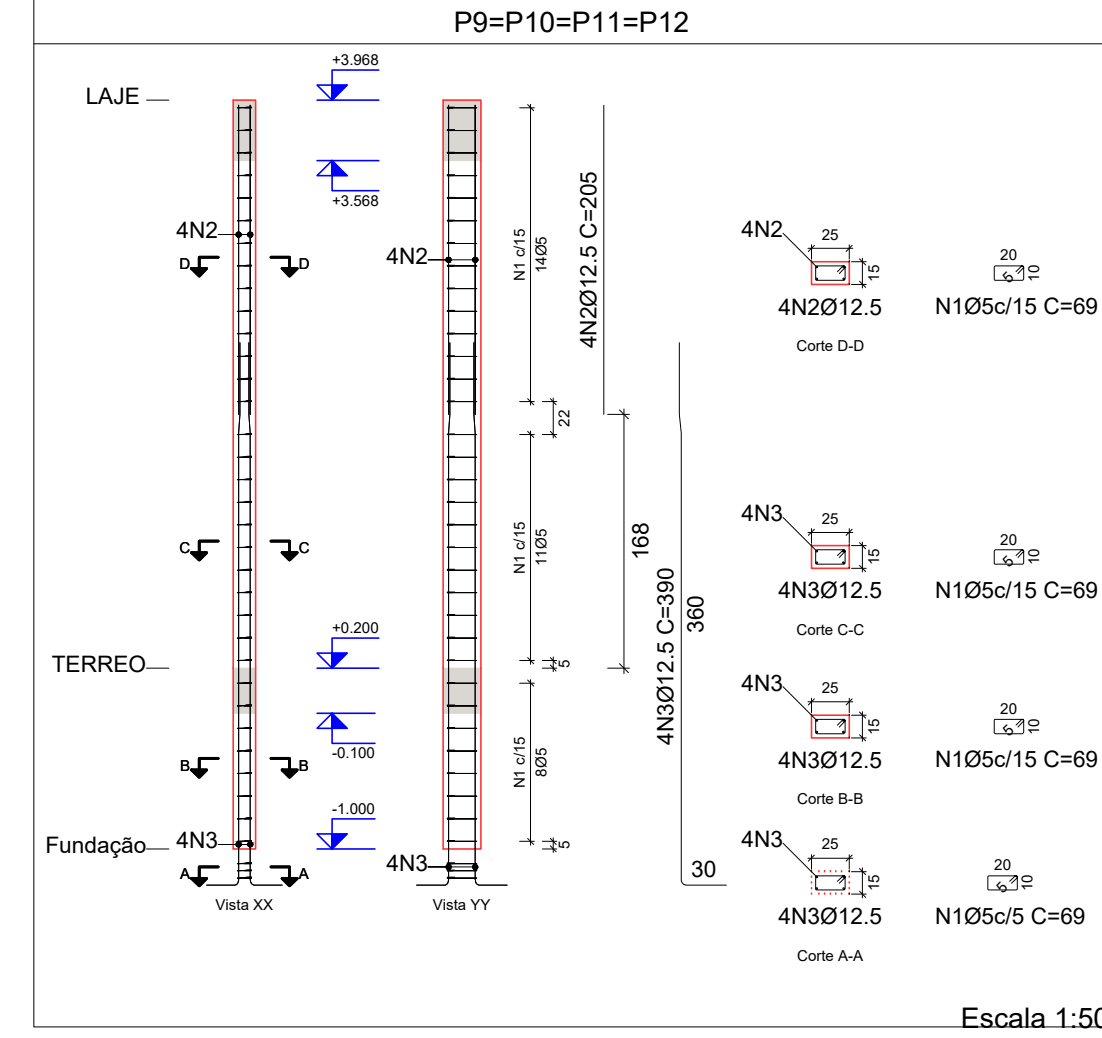 P9=P10=P11=P12
+3.968
LAJE
+3.568
4N2
D
D
4N2
N1 c/15
14Ø5
4N2Ø12.5 C=205
22
C
C
N1 c/15
11Ø5
168
4N3Ø12.5 C=390
360
+0.200
TERREO
5
-0.100
B
B
N1 c/15
8Ø5
-1.000
Fundação
4N3
5
4N3
A
A
30
Vista XX
Vista YY
4N2
25
15
4N2Ø12.5
Corte D-D
20
5
10
N1Ø5c/15 C=69
4N3
25
15
4N3Ø12.5
Corte C-C
20
5
10
N1Ø5c/15 C=69
4N3
25
15
4N3Ø12.5
Corte B-B
20
5
10
N1Ø5c/15 C=69
4N3
25
15
4N3Ø12.5
Corte A-A
20
5
10
N1Ø5c/5 C=69
Escala 1:50